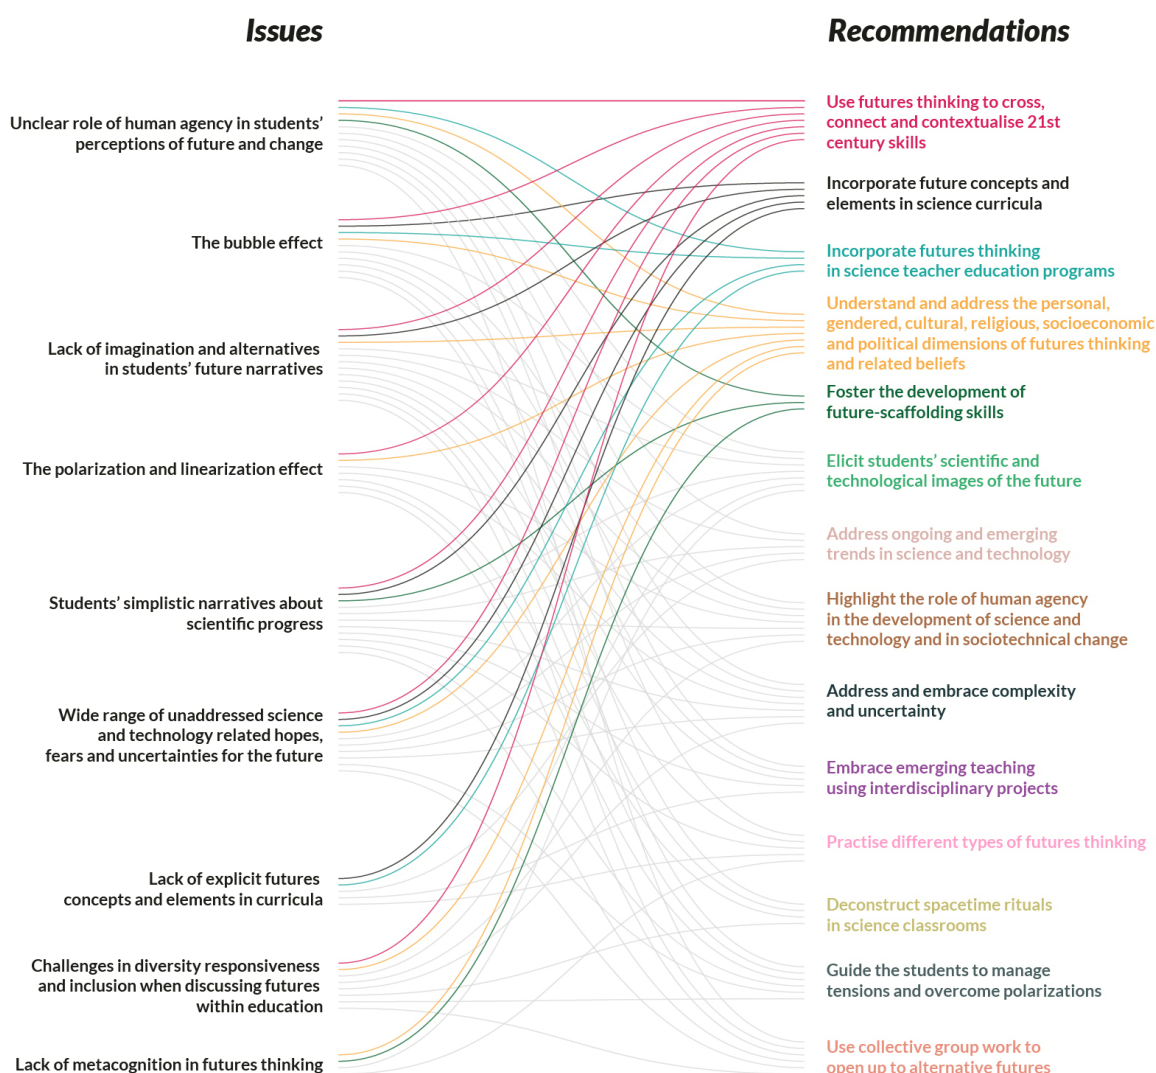 Issues
Unclear role of human agency in students’
perceptions of future and change
The bubble effect
Lack of imagination and alternatives
in students’ future narratives
The polarization and linearization effect
Students’ simplistic narratives about
scientific progress
Wide range of unaddressed science
and technology related hopes,
fears and uncertainties for the future
Lack of explicit futures
concepts and elements in curricula
Challenges in diversity responsiveness
and inclusion when discussing futures
within education
Lack of metacognition in futures thinking
Recommendations
Use futures thinking to cross,
connect and contextualise 21st
century skills
Incorporate future concepts and
elements in science curricula
Incorporate futures thinking
in science teacher education programs
Understand and address the personal,
gendered, cultural, religious, socioeconomic
and political dimensions of futures thinking
and related beliefs
Foster the development of
future-scaffolding skills
Elicit students’ scientific and
technological images of the future
Address ongoing and emerging
trends in science and technology
Highlight the role of human agency
in the development of science and
technology and in sociotechnical change
Address and embrace complexity
and uncertainty
Embrace emerging teaching
using interdisciplinary projects
Practise different types of futures thinking
Deconstruct spacetime rituals
in science classrooms
Guide the students to manage
tensions and overcome polarizations
Use collective group work to
open up to alternative futures